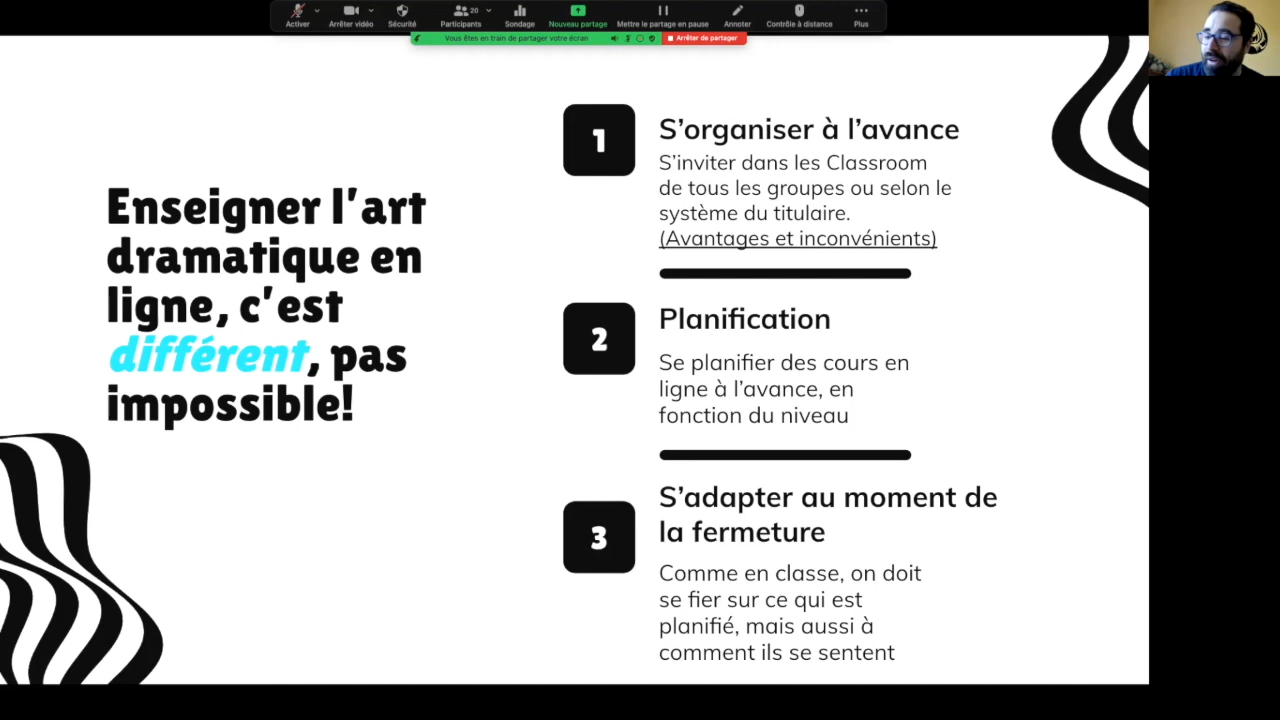 Activer
Arrêter vidéo
Sécurité
Participants
20
Sondage
Nouveau partage
Mettre le partage en pause
Annoter
Contrôle à distance
Plus
Vous êtes en train de partager votre écran
Arrêter de partager
Enseigner l'art
dramatique en
ligne, c'est
différent, pas
impossible!
1
S'organiser à l'avance
S'inviter dans les Classroom
de tous les groupes ou selon le
système du titulaire.
(Avantages et inconvénients)
2
Planification
Se planifier des cours en
ligne à l'avance, en
fonction du niveau
3
S'adapter au moment de
la fermeture
Comme en classe, on doit
se fier sur ce qui est
planifié, mais aussi à
comment ils se sentent